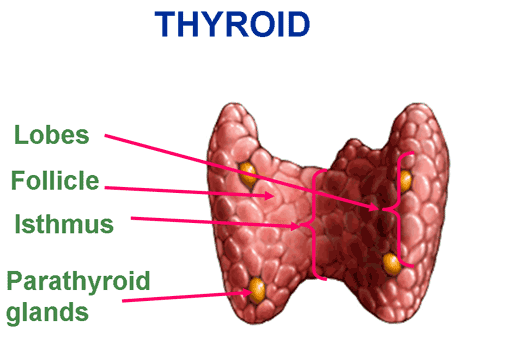 THYROID
Lobes
Follicle
Isthmus
Parathyroid
glands